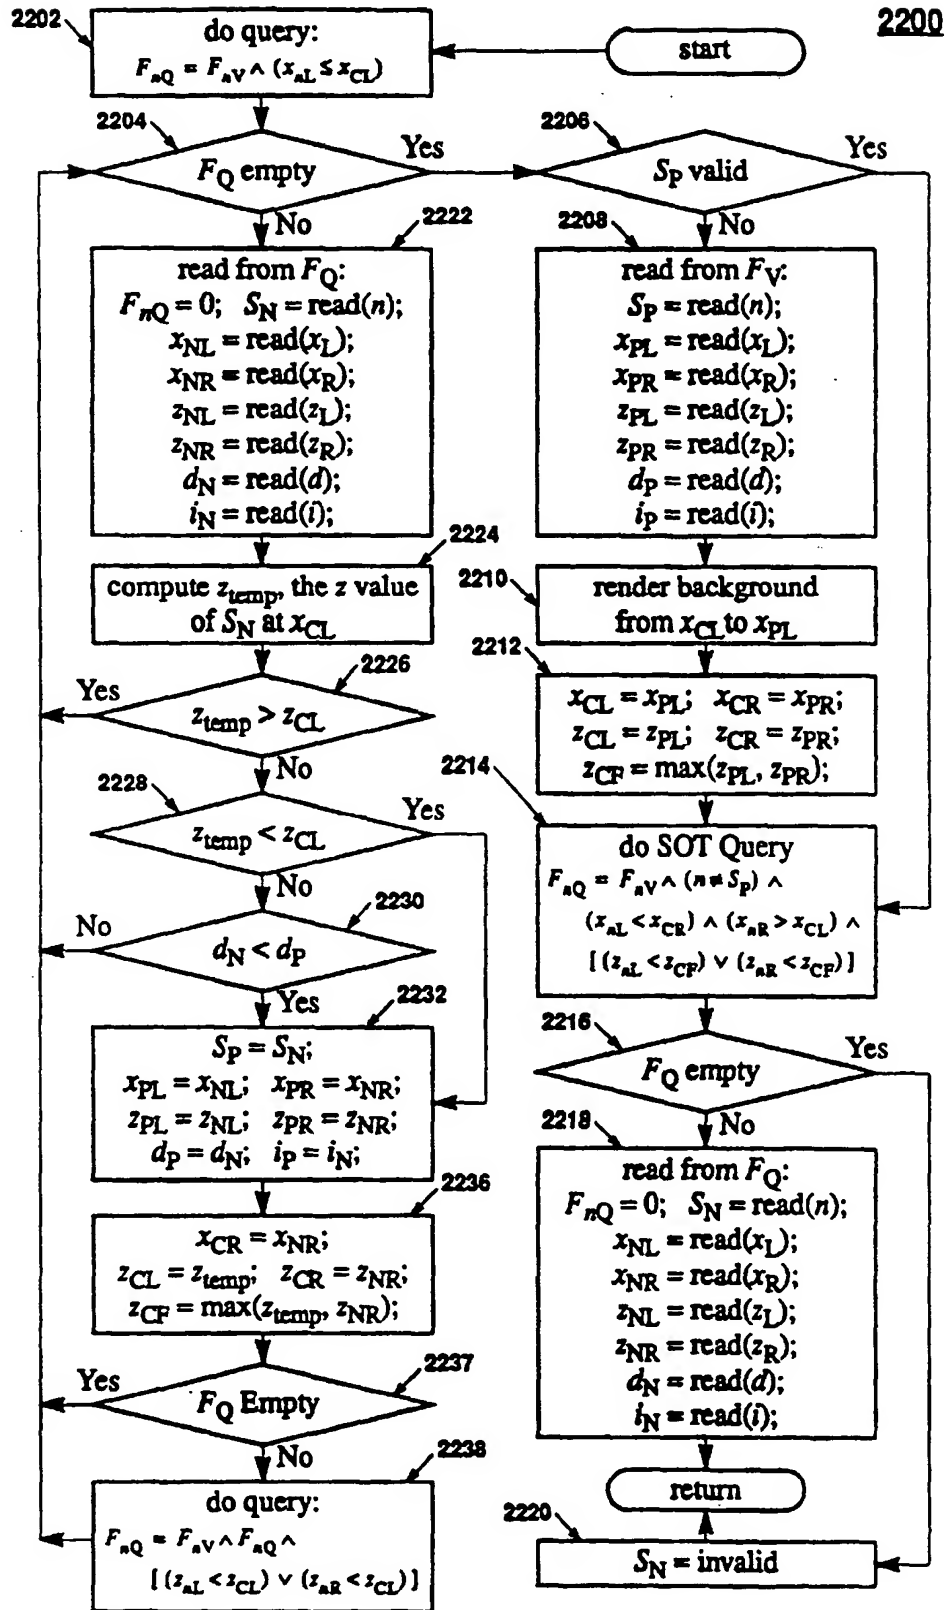 2200
start
2202
do query:
F_nQ = F_nV ∧ (x_nL ≤ x_CL)
2204
F_Q empty
Yes
No
2206
S_P valid
Yes
No
2222
read from F_Q:
F_nQ = 0; S_N = read(n);
x_NL = read(x_L);
x_NR = read(x_R);
z_NL = read(z_L);
z_NR = read(z_R);
d_N = read(d);
i_N = read(i);
2224
compute z_temp, the z value
of S_N at x_CL
2226
Yes
z_temp > z_CL
No
2228
Yes
z_temp < z_CL
No
2230
No
d_N < d_P
Yes
2232
S_P = S_N;
x_PL = x_NL; x_PR = x_NR;
z_PL = z_NL; z_PR = z_NR;
d_P = d_N; i_P = i_N;
2236
x_CR = x_NR;
z_CL = z_temp; z_CR = z_NR;
z_CF = max(z_temp, z_NR);
2237
Yes
F_Q Empty
No
2238
do query:
F_nQ = F_nV ∧ F_nQ ∧
[(z_nL < z_CL) ∨ (z_nR < z_CL)]
2208
read from F_V:
S_P = read(n);
x_PL = read(x_L);
x_PR = read(x_R);
z_PL = read(z_L);
z_PR = read(z_R);
d_P = read(d);
i_P = read(i);
2210
render background
from x_CL to x_PL
2212
x_CL = x_PL; x_CR = x_PR;
z_CL = z_PL; z_CR = z_PR;
z_CF = max(z_PL, z_PR);
2214
do SOT Query
F_nQ = F_nV ∧ (n ≠ S_P) ∧
(x_nL < x_CR) ∧ (x_nR > x_CL) ∧
[(z_nL < z_CF) ∨ (z_nR < z_CF)]
2216
F_Q empty
Yes
No
2218
read from F_Q:
F_nQ = 0; S_N = read(n);
x_NL = read(x_L);
x_NR = read(x_R);
z_NL = read(z_L);
z_NR = read(z_R);
d_N = read(d);
i_N = read(i);
return
2220
S_N = invalid